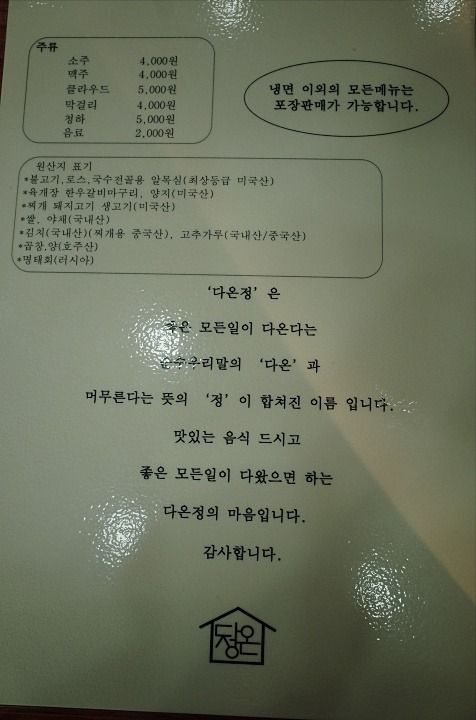 주류
소주 4,000원
맥주 4,000원
클라우드 5,000원
막걸리 4,000원
청하 5,000원
음료 2,000원
냉면 이외의 모든메뉴는
포장판매가 가능합니다.
원산지 표기
*불고기,로스,국수전골용 알목심(최상등급 미국산)
*육개장 한우갈비마구리, 양지(미국산)
*찌개 돼지고기 생고기(미국산)
*쌀, 야채(국내산)
*김치(국내산)(찌개용 중국산), 고추가루(국내산/중국산)
*곱창,양(호주산)
*명태회(러시아)
‘다온정’ 은
좋은 모든일이 다온다는
순수우리말의 ‘다온’ 과
머무른다는 뜻의 ‘정’ 이 합쳐진 이름 입니다.
맛있는 음식 드시고
좋은 모든일이 다왔으면 하는
다온정의 마음입니다.
감사합니다.
다온정